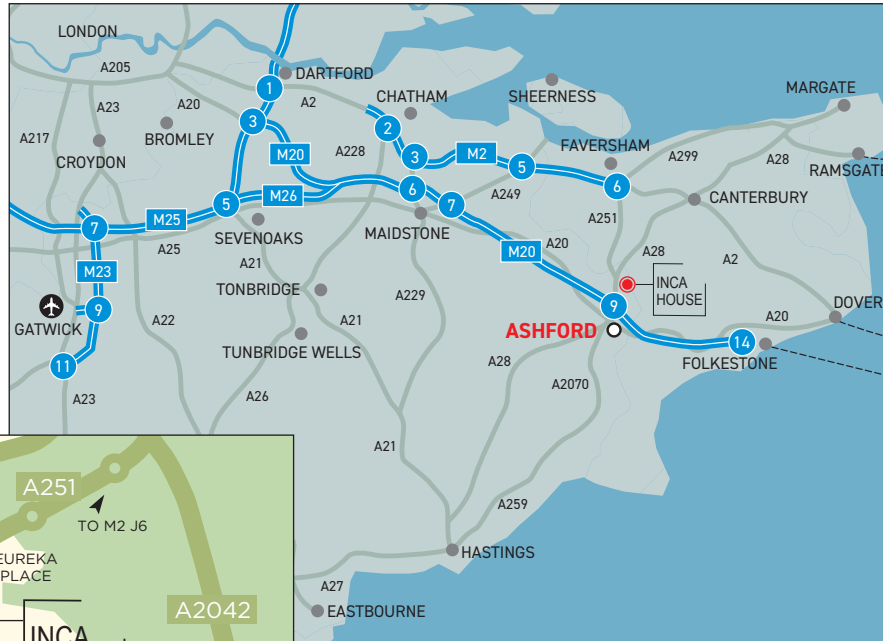 LONDON
A205
DARTFORD
1
A2
CHATHAM
SHEERNESS
MARGATE
A23
A20
A217
BROMLEY
3
2
CROYDON
M20
A228
3
M2
5
FAVERSHAM
A299
A28
RAMSGATE
6
M26
6
A249
5
7
A251
CANTERBURY
M25
7
SEVENOAKS
MAIDSTONE
A25
A21
A20
M20
A28
A2
M23
TONBRIDGE
A229
INCA
HOUSE
9
GATWICK
A22
A21
9
DOVER
A20
ASHFORD
TUNBRIDGE WELLS
14
FOLKESTONE
11
A28
A2070
A23
A26
A21
A259
HASTINGS
A27
EASTBOURNE
A251
TO M2 J6
EUREKA
PLACE
A2042
INCA